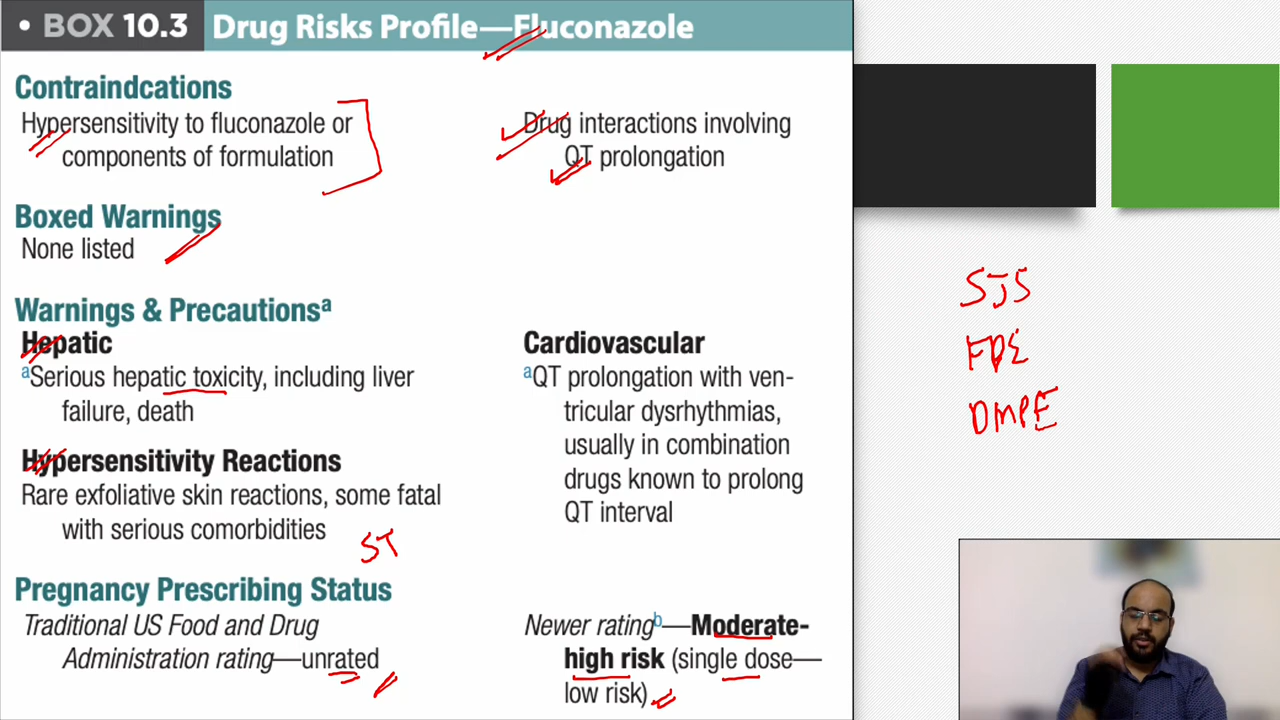 • BOX 10.3 Drug Risks Profile—Fluconazole
Contraindcations
Hypersensitivity to fluconazole or
components of formulation
Drug interactions involving
QT prolongation
Boxed Warnings
None listed
Warnings & Precautionsa
Hepatic
aSerious hepatic toxicity, including liver
failure, death
Hypersensitivity Reactions
Rare exfoliative skin reactions, some fatal
with serious comorbidities
ST
Cardiovascular
aQT prolongation with ven-
tricular dysrhythmias,
usually in combination
drugs known to prolong
QT interval
Pregnancy Prescribing Status
Traditional US Food and Drug
Administration rating—unrated
Newer ratingb—Moderate-
high risk (single dose—
low risk)
SJS
FDE
DMPE